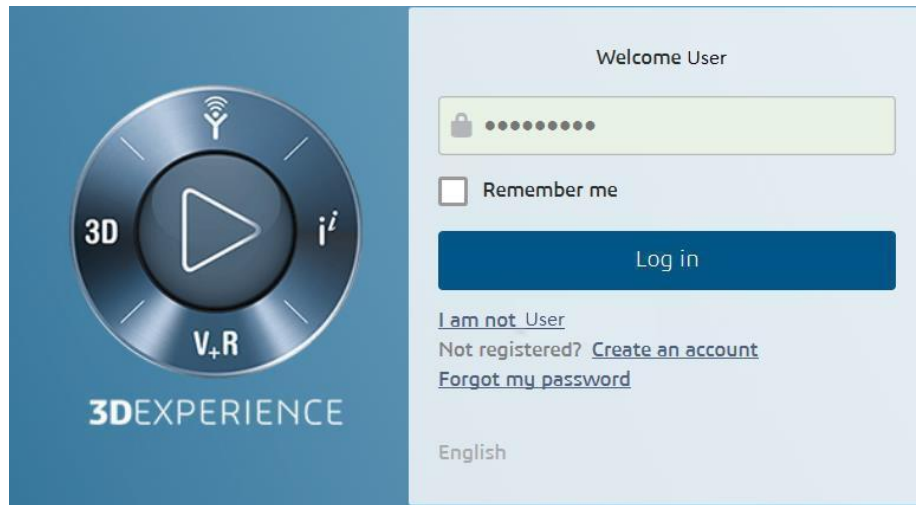 Welcome User
•••••••••
Remember me
Log in
I am not User
Not registered? Create an account
Forgot my password
English
3D
i i
V+R
3DEXPERIENCE